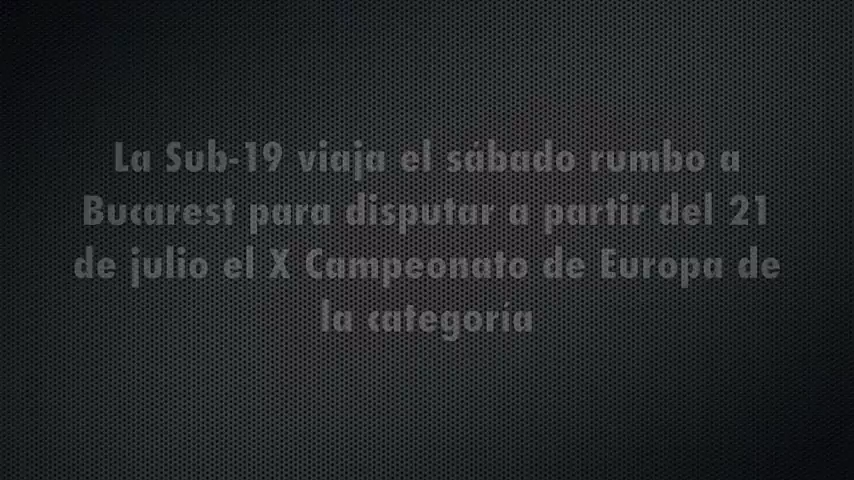 La Sub-19 viaja el sábado rumbo a
Bucarest para disputar a partir del 21
de julio el X Campeonato de Europa de
la categoría